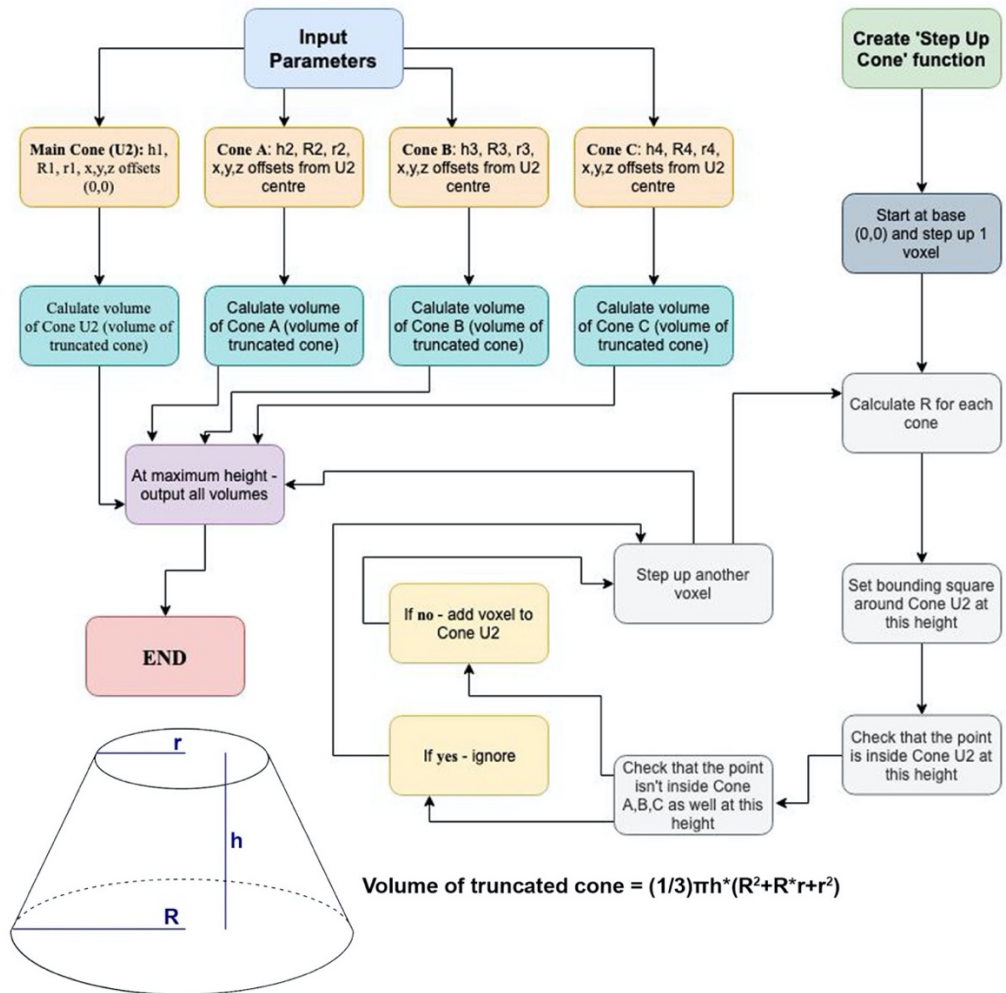 Input
Parameters
Create 'Step Up
Cone' function
Main Cone (U2): h1,
R1, r1, x,y,z offsets
(0,0)
Cone A: h2, R2, r2,
x,y,z offsets from U2
centre
Cone B: h3, R3, r3,
x,y,z offsets from U2
centre
Cone C: h4, R4, r4,
x,y,z offsets from U2
centre
Start at base
(0,0) and step up 1
voxel
Calulate volume
of Cone U2 (volume of
truncated cone)
Calulate volume
of Cone A (volume of
truncated cone)
Calulate volume
of Cone B (volume of
truncated cone)
Calulate volume
of Cone C (volume of
truncated cone)
Calculate R for each
cone
At maximum height -
output all volumes
Step up another
voxel
Set bounding square
around Cone U2 at
this height
If no - add voxel to
Cone U2
END
If yes - ignore
Check that the point
isn't inside Cone
A,B,C as well at this
height
Check that the point
is inside Cone U2 at
this height
r
h
R
Volume of truncated cone = (1/3)πh*(R²+R*r+r²)